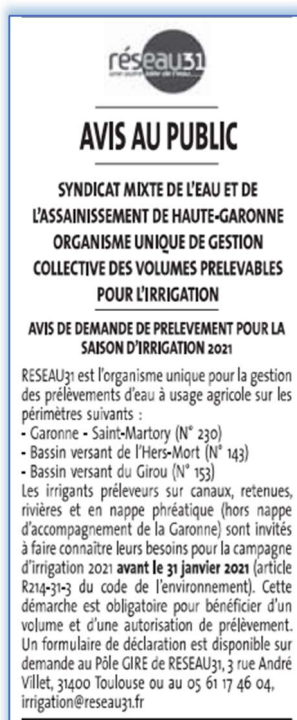 réseau31
une autre idée de l'eau...
AVIS AU PUBLIC
SYNDICAT MIXTE DE L'EAU ET DE
L'ASSAINISSEMENT DE HAUTE-GARONNE
ORGANISME UNIQUE DE GESTION
COLLECTIVE DES VOLUMES PRELEVABLES
POUR L'IRRIGATION
AVIS DE DEMANDE DE PRELEVEMENT POUR LA
SAISON D'IRRIGATION 2021
RESEAU31 est l'organisme unique pour la gestion
des prélèvements d'eau à usage agricole sur les
périmètres suivants :
- Garonne - Saint-Martory (N° 230)
- Bassin versant de l'Hers-Mort (N° 143)
- Bassin versant du Girou (N° 153)
Les irrigants préleveurs sur canaux, retenues,
rivières et en nappe phréatique (hors nappe
d'accompagnement de la Garonne) sont invités
à faire connaître leurs besoins pour la campagne
d'irrigation 2021 avant le 31 janvier 2021 (article
R214-31-3 du code de l'environnement). Cette
démarche est obligatoire pour bénéficier d'un
volume et d'une autorisation de prélèvement.
Un formulaire de déclaration est disponible sur
demande au Pôle GIRE de RESEAU31, 3 rue André
Villet, 31400 Toulouse ou au 05 61 17 46 04,
irrigation@reseau31.fr